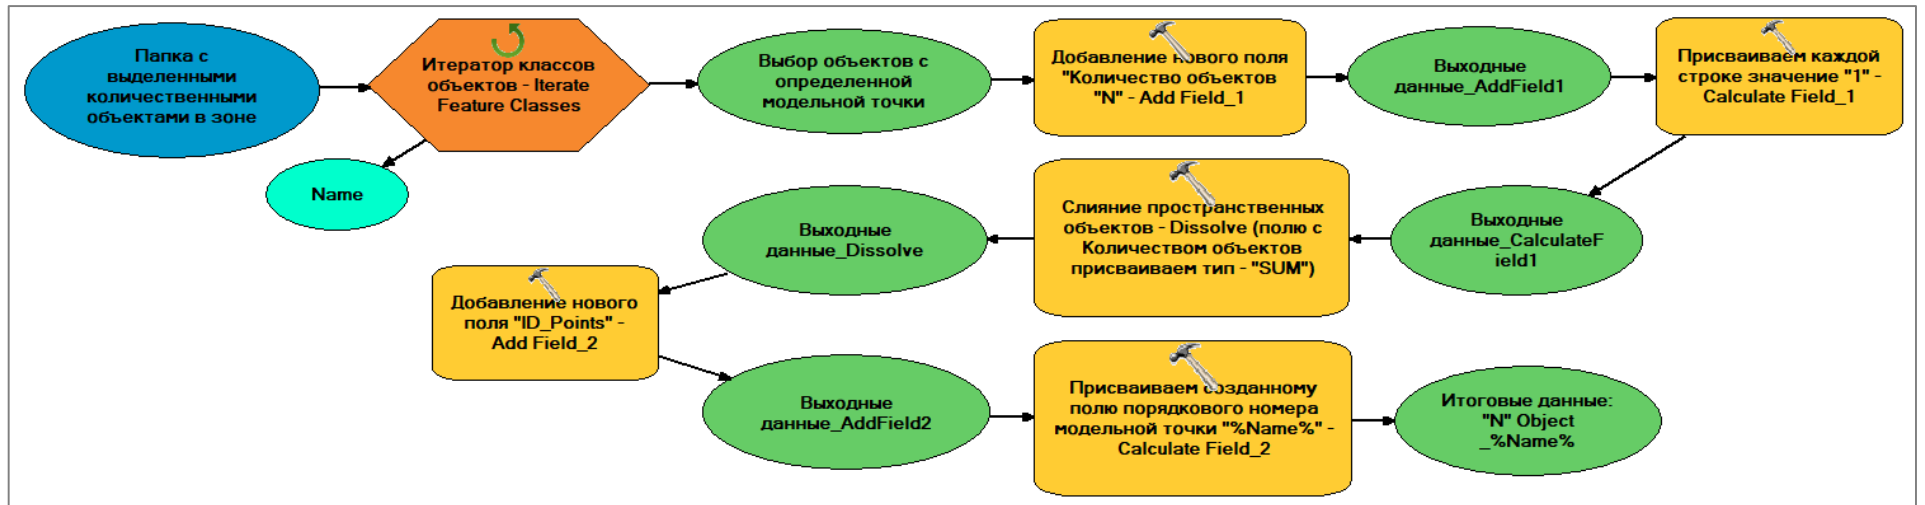 Папка с
выделенными
количественными
объектами в зоне
Итератор классов
объектов - Iterate
Feature Classes
Name
Выбор объектов с
определенной
модельной точки
Добавление нового поля
"Количество объектов
"N" - Add Field_1
Выходные
данные_AddField1
Присваиваем каждой
строке значение "1" -
Calculate Field_1
Выходные
данные_CalculateF
ield1
Слияние пространственных
объектов - Dissolve (полю с
Количеством объектов
присваиваем тип - "SUM")
Выходные
данные_Dissolve
Добавление нового
поля "ID_Points" -
Add Field_2
Выходные
данные_AddField2
Присваиваем созданному
полю порядкового номера
модельной точки "%Name%" -
Calculate Field_2
Итоговые данные:
"N" Object
_%Name%